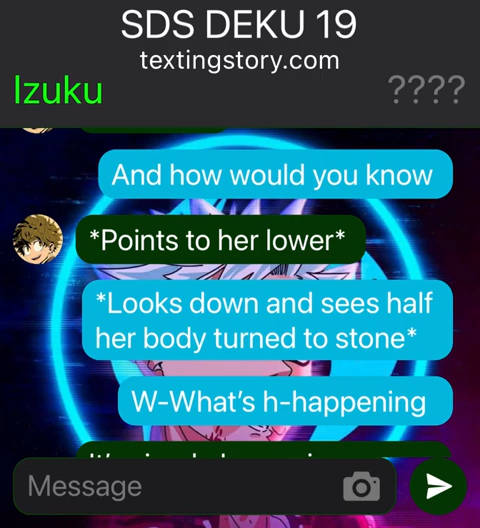 SDS DEKU 19
textingstory.com
Izuku
????
And how would you know
*Points to her lower*
*Looks down and sees half
her body turned to stone*
W-What's h-happening
Message